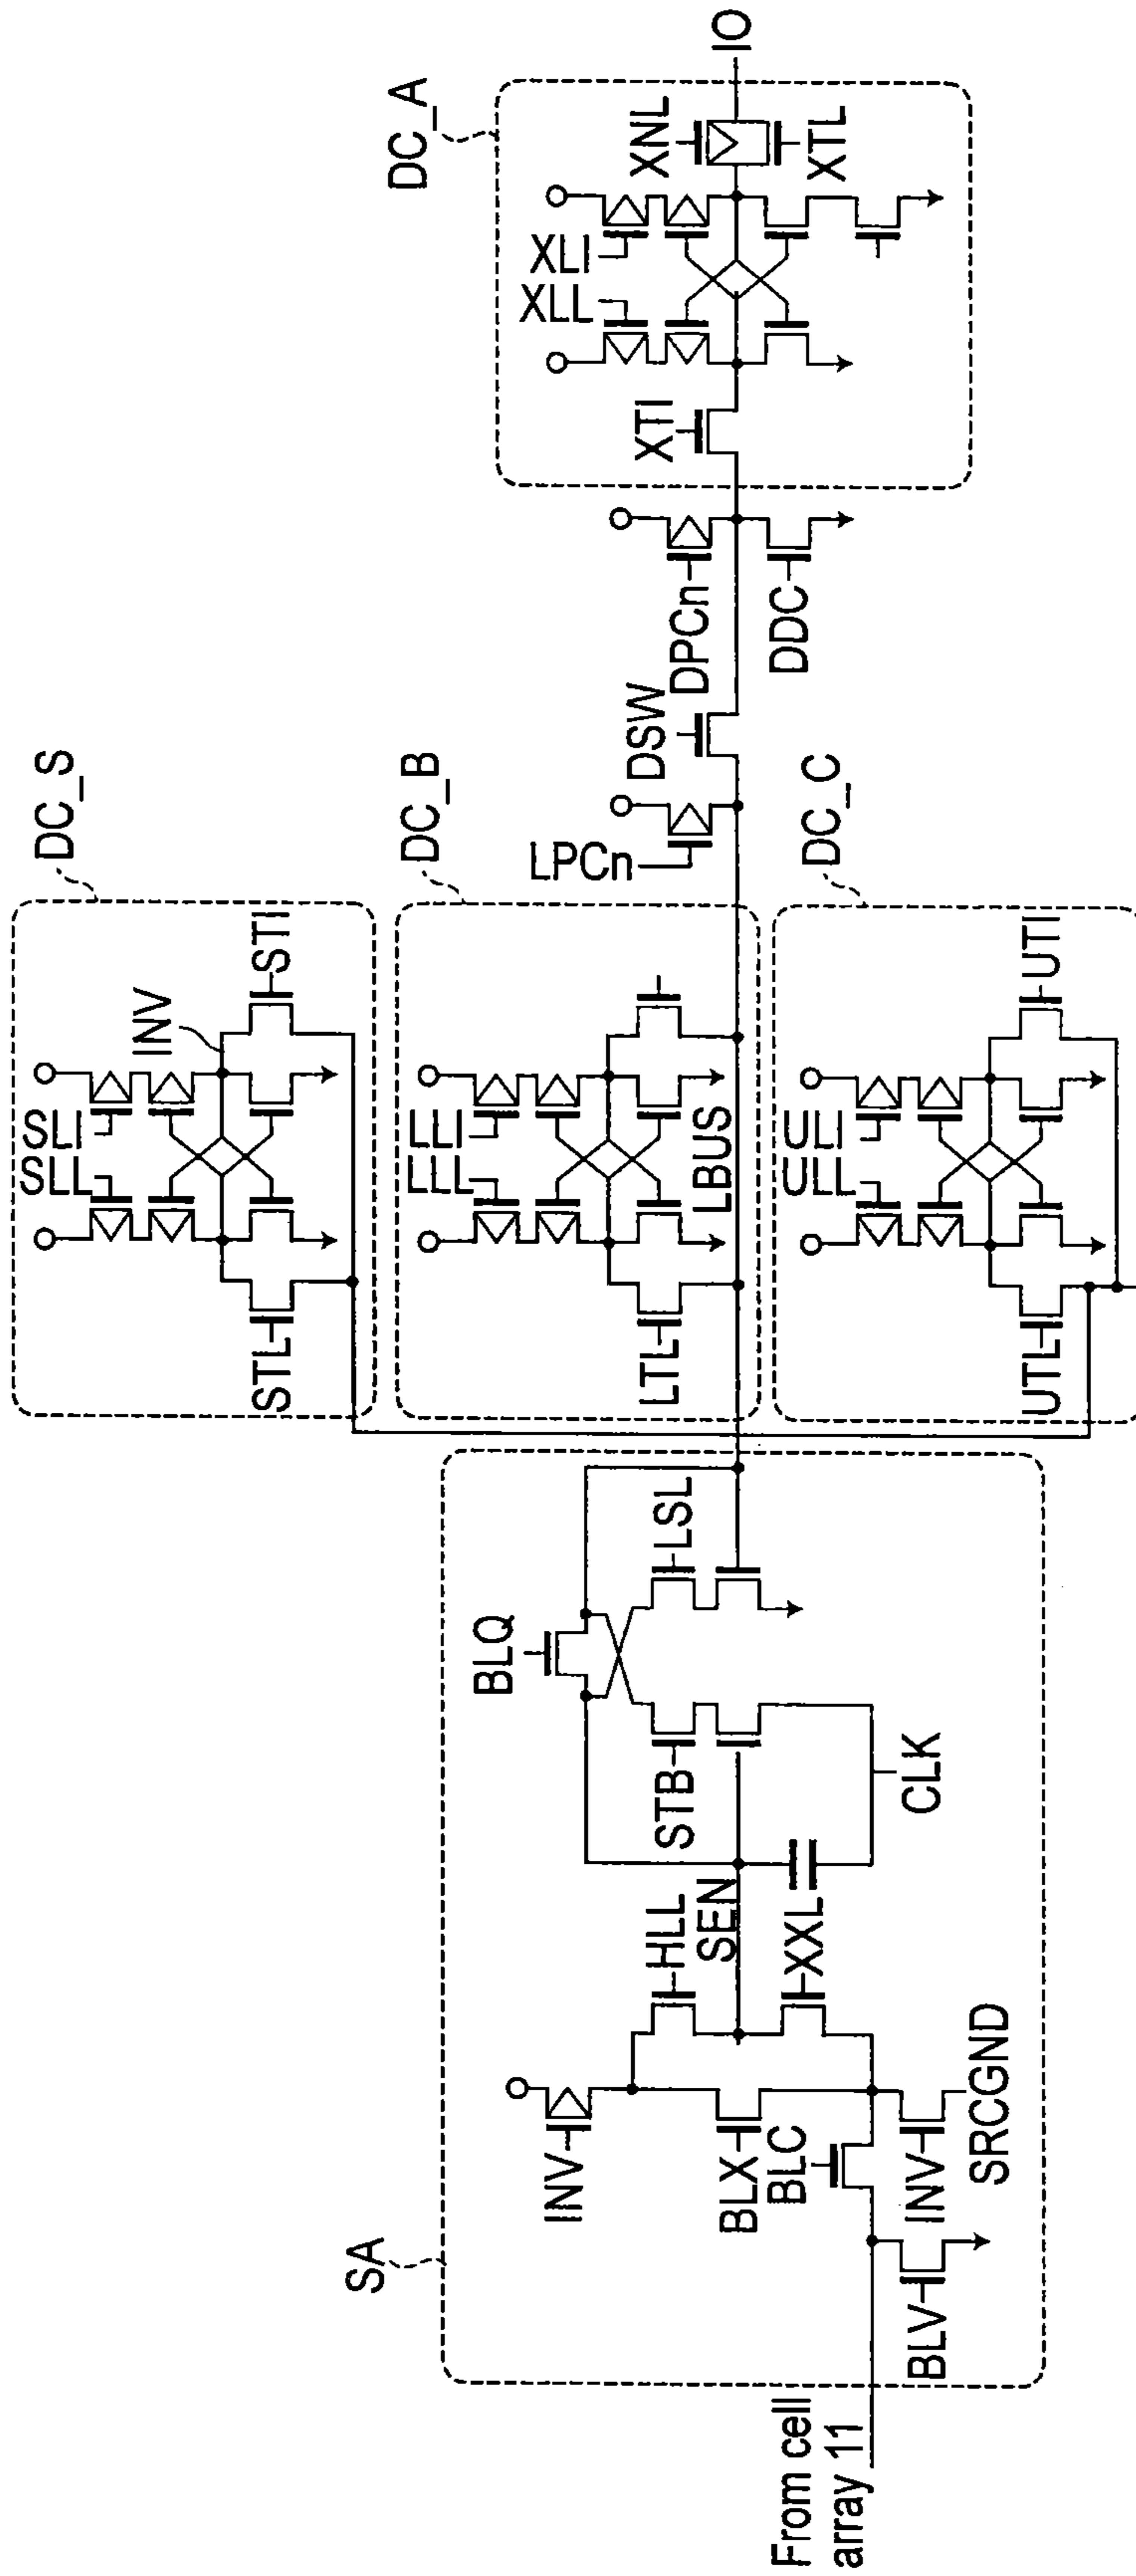 DC_S
INV
SLI
SLL
STI
STL
DC_B
LLI
LLL
LTL
LBUS
LPCn
DSW
DPCn
DDC
DC_A
XLI
XLL
XTI
XNL
XTL
IO
DC_C
ULI
ULL
UTI
UTL
SA
BLQ
LSL
STB
CLK
HLL
SEN
XXL
INV
BLX
BLC
INV
SRCGND
BLV
From cell
array 11